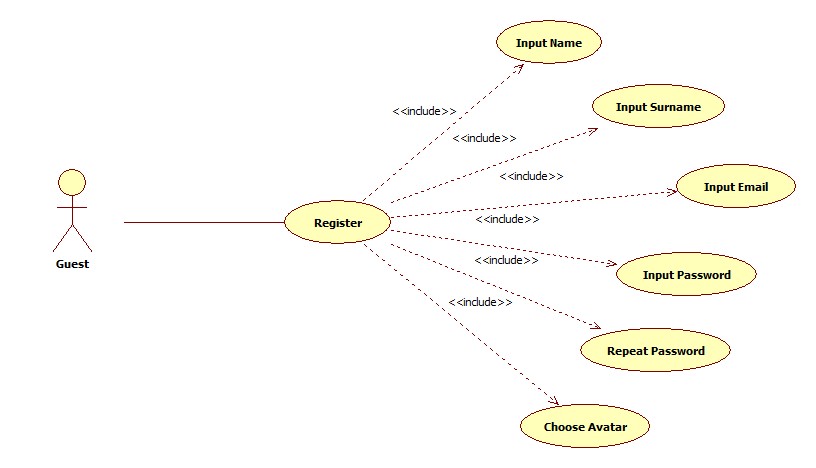 Input Name
<<include>>
Input Surname
<<include>>
<<include>>
Input Email
Register
<<include>>
Guest
<<include>>
Input Password
<<include>>
Repeat Password
Choose Avatar